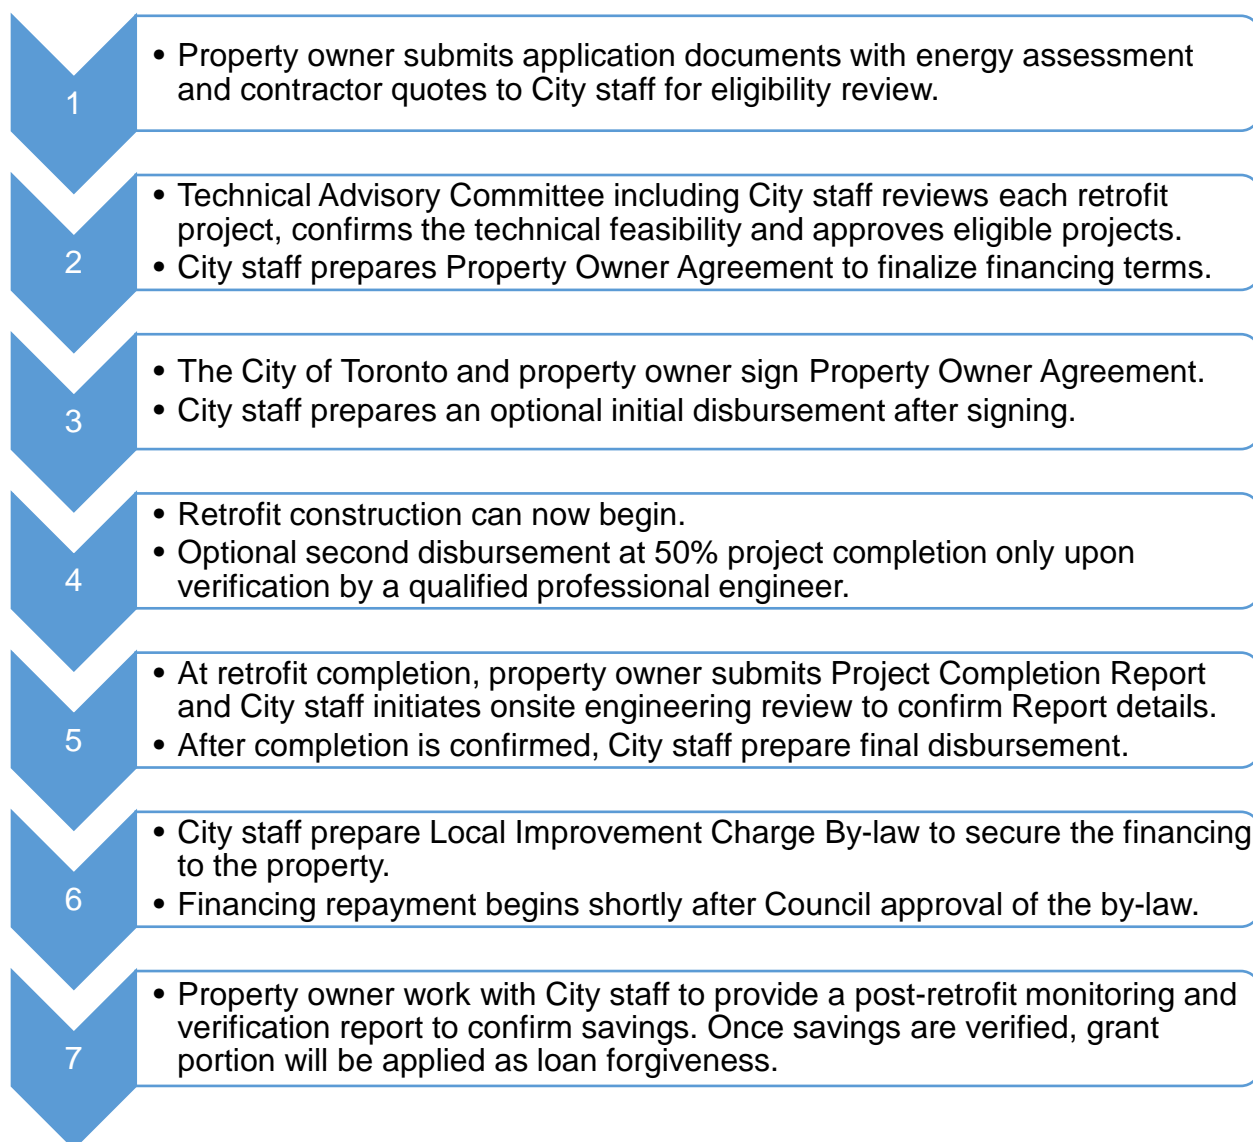 1
• Property owner submits application documents with energy assessment
and contractor quotes to City staff for eligibility review.
2
• Technical Advisory Committee including City staff reviews each retrofit
project, confirms the technical feasibility and approves eligible projects.
• City staff prepares Property Owner Agreement to finalize financing terms.
3
• The City of Toronto and property owner sign Property Owner Agreement.
• City staff prepares an optional initial disbursement after signing.
4
• Retrofit construction can now begin.
• Optional second disbursement at 50% project completion only upon
verification by a qualified professional engineer.
5
• At retrofit completion, property owner submits Project Completion Report
and City staff initiates onsite engineering review to confirm Report details.
• After completion is confirmed, City staff prepare final disbursement.
6
• City staff prepare Local Improvement Charge By-law to secure the financing
to the property.
• Financing repayment begins shortly after Council approval of the by-law.
7
• Property owner work with City staff to provide a post-retrofit monitoring and
verification report to confirm savings. Once savings are verified, grant
portion will be applied as loan forgiveness.